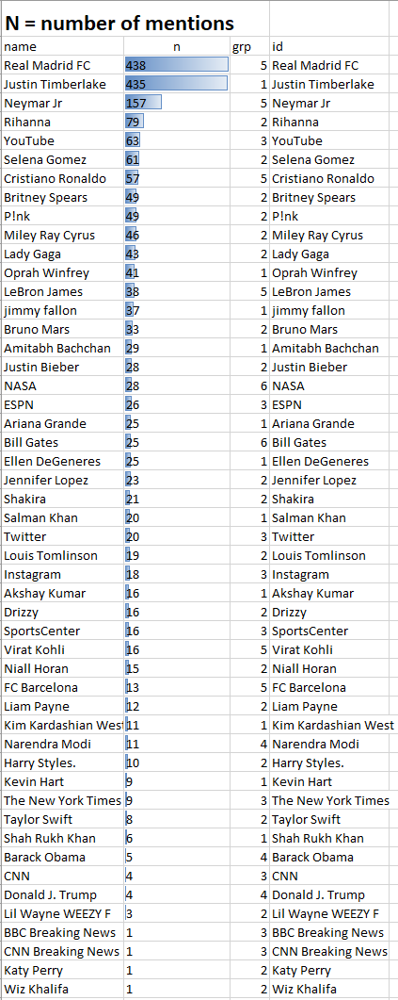 N = number of mentions
name n grp id
Real Madrid FC 438 5 Real Madrid FC
Justin Timberlake 435 1 Justin Timberlake
Neymar Jr 157 5 Neymar Jr
Rihanna 79 2 Rihanna
YouTube 63 3 YouTube
Selena Gomez 61 2 Selena Gomez
Cristiano Ronaldo 57 5 Cristiano Ronaldo
Britney Spears 49 2 Britney Spears
P!nk 49 2 P!nk
Miley Ray Cyrus 46 2 Miley Ray Cyrus
Lady Gaga 43 2 Lady Gaga
Oprah Winfrey 41 1 Oprah Winfrey
LeBron James 38 5 LeBron James
jimmy fallon 37 1 jimmy fallon
Bruno Mars 33 2 Bruno Mars
Amitabh Bachchan 29 1 Amitabh Bachchan
Justin Bieber 28 2 Justin Bieber
NASA 28 6 NASA
ESPN 26 3 ESPN
Ariana Grande 25 1 Ariana Grande
Bill Gates 25 6 Bill Gates
Ellen DeGeneres 25 1 Ellen DeGeneres
Jennifer Lopez 23 2 Jennifer Lopez
Shakira 21 2 Shakira
Salman Khan 20 1 Salman Khan
Twitter 20 3 Twitter
Louis Tomlinson 19 2 Louis Tomlinson
Instagram 18 3 Instagram
Akshay Kumar 16 1 Akshay Kumar
Drizzy 16 2 Drizzy
SportsCenter 16 3 SportsCenter
Virat Kohli 16 5 Virat Kohli
Niall Horan 15 2 Niall Horan
FC Barcelona 13 5 FC Barcelona
Liam Payne 12 2 Liam Payne
Kim Kardashian West 11 1 Kim Kardashian West
Narendra Modi 11 4 Narendra Modi
Harry Styles. 10 2 Harry Styles.
Kevin Hart 9 1 Kevin Hart
The New York Times 9 3 The New York Times
Taylor Swift 8 2 Taylor Swift
Shah Rukh Khan 6 1 Shah Rukh Khan
Barack Obama 5 4 Barack Obama
CNN 4 3 CNN
Donald J. Trump 4 4 Donald J. Trump
Lil Wayne WEEZY F 3 2 Lil Wayne WEEZY F
BBC Breaking News 1 3 BBC Breaking News
CNN Breaking News 1 3 CNN Breaking News
Katy Perry 1 2 Katy Perry
Wiz Khalifa 1 2 Wiz Khalifa